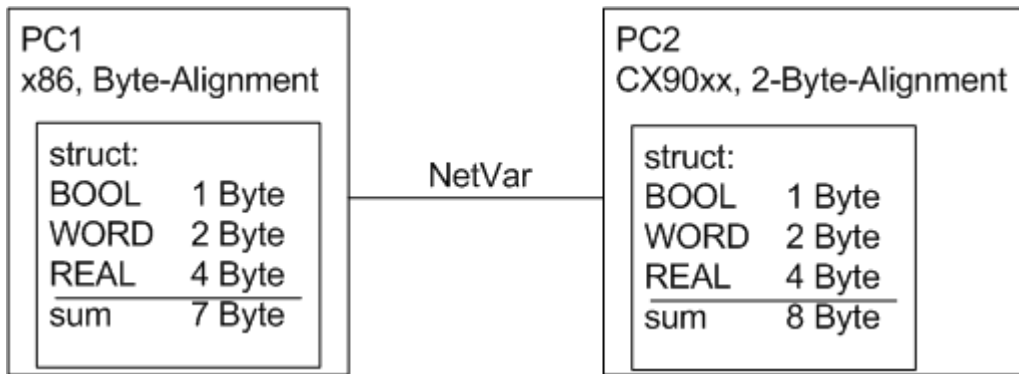 PC1
x86, Byte-Alignment
struct:
BOOL 1 Byte
WORD 2 Byte
REAL 4 Byte
sum 7 Byte
NetVar
PC2
CX90xx, 2-Byte-Alignment
struct:
BOOL 1 Byte
WORD 2 Byte
REAL 4 Byte
sum 8 Byte